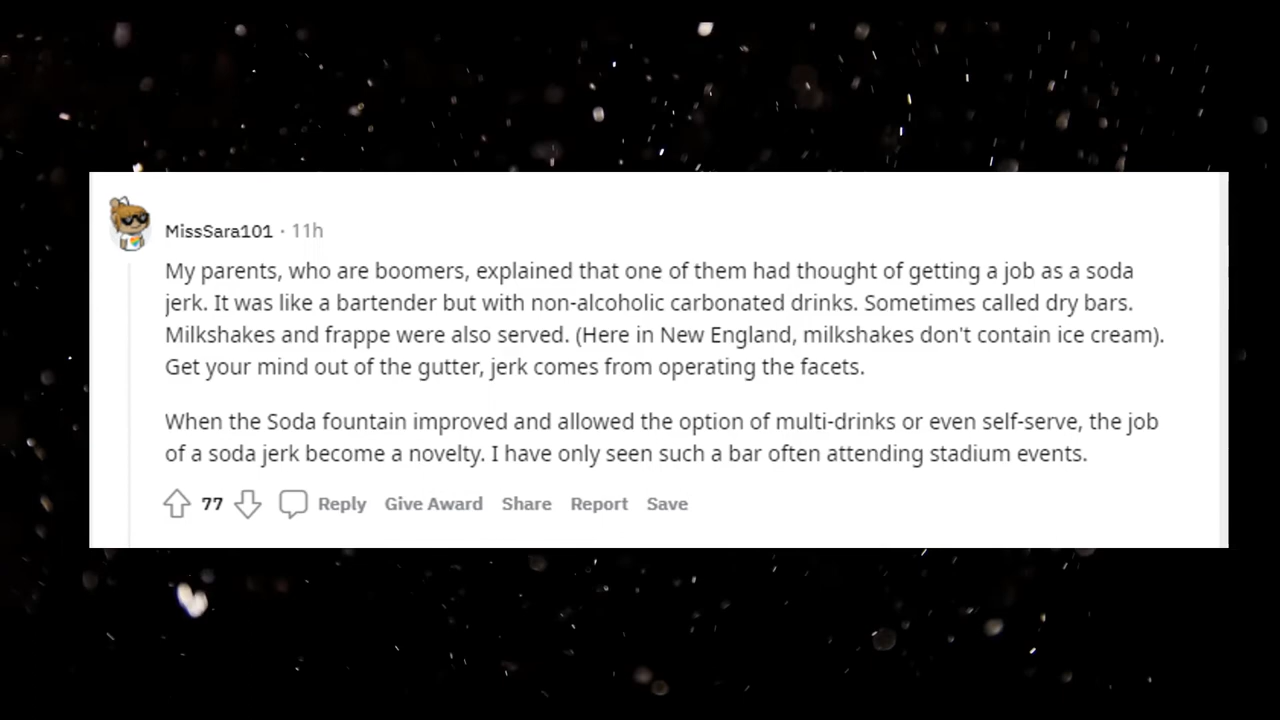 MissSara101 · 11h
My parents, who are boomers, explained that one of them had thought of getting a job as a soda
jerk. It was like a bartender but with non-alcoholic carbonated drinks. Sometimes called dry bars.
Milkshakes and frappe were also served. (Here in New England, milkshakes don't contain ice cream).
Get your mind out of the gutter, jerk comes from operating the facets.
When the Soda fountain improved and allowed the option of multi-drinks or even self-serve, the job
of a soda jerk become a novelty. I have only seen such a bar often attending stadium events.
77 Reply Give Award Share Report Save